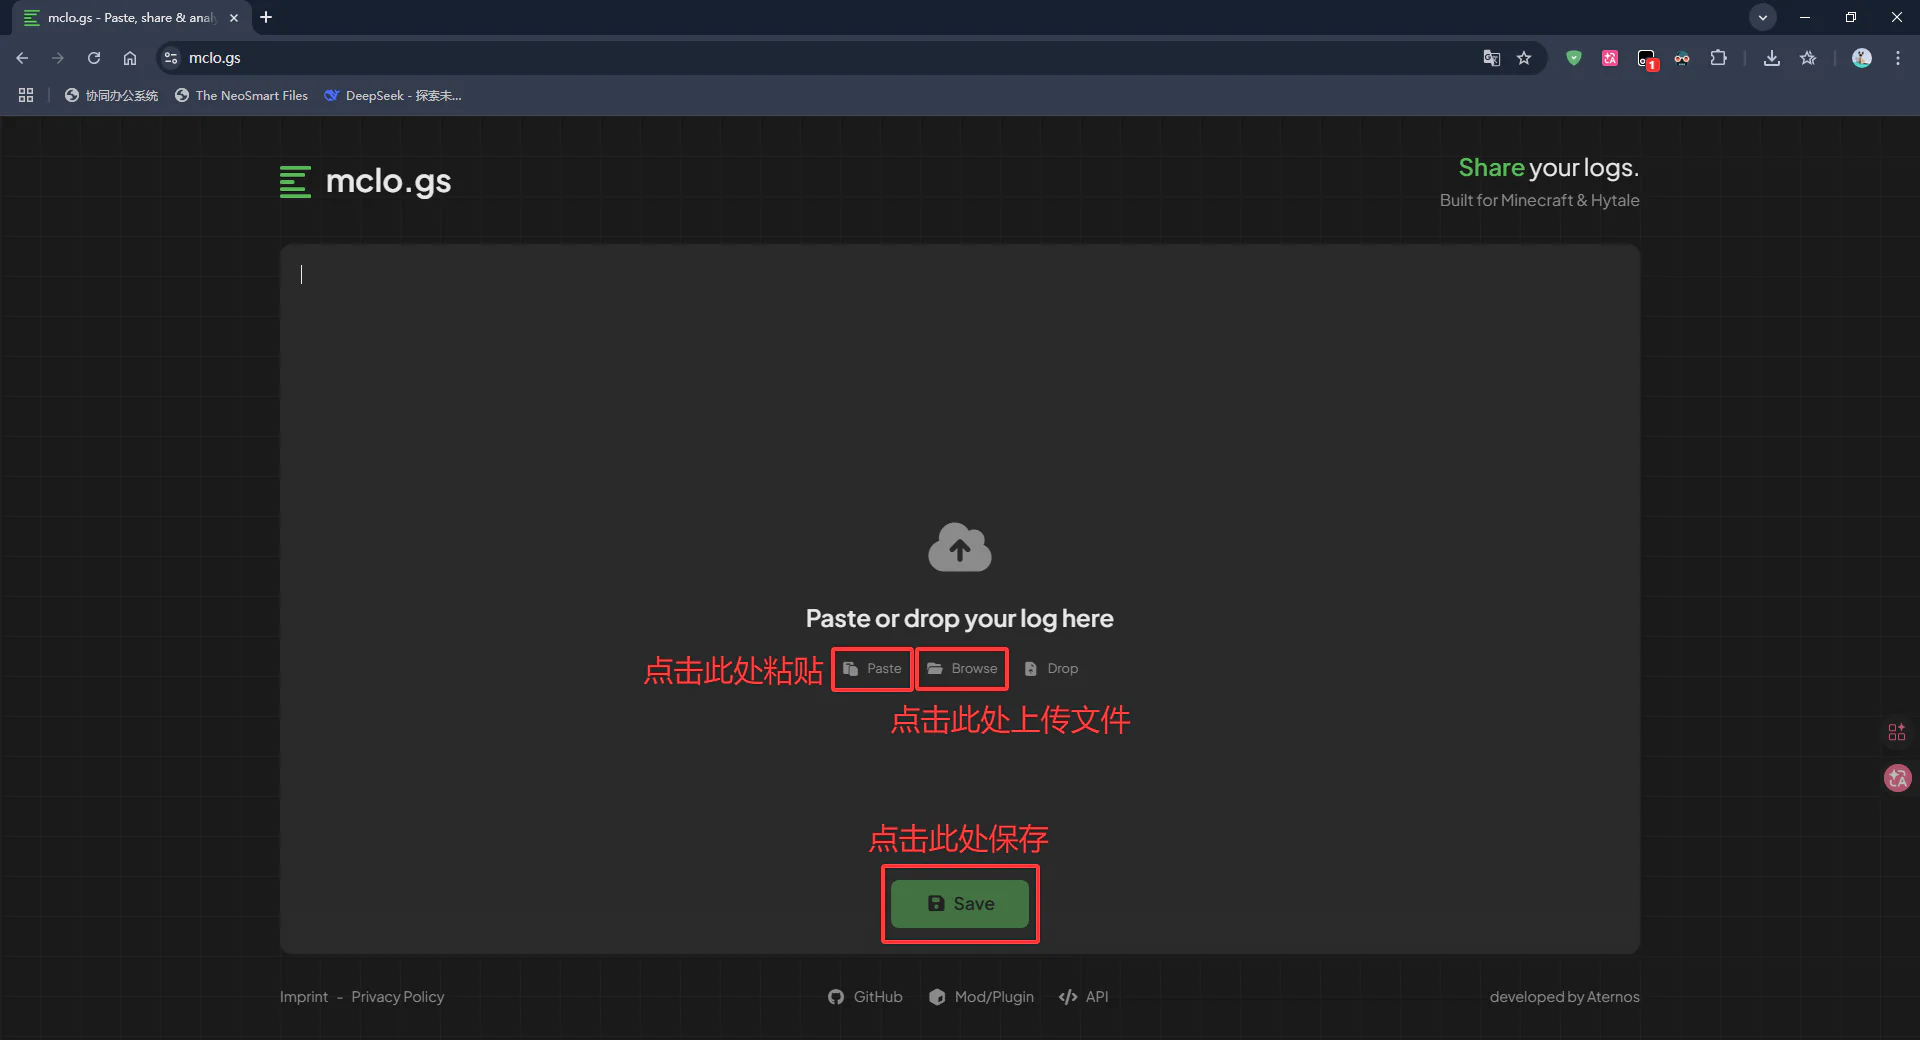 mclo.gs - Paste, share & anal
mclo.gs
1
协同办公系统
The NeoSmart Files
DeepSeek - 探索未...
mclo.gs
Share your logs.
Built for Minecraft & Hytale
Paste or drop your log here
点击此处粘贴
Paste
Browse
Drop
点击此处上传文件
点击此处保存
Save
Imprint - Privacy Policy
GitHub
Mod/Plugin
API
developed by Aternos